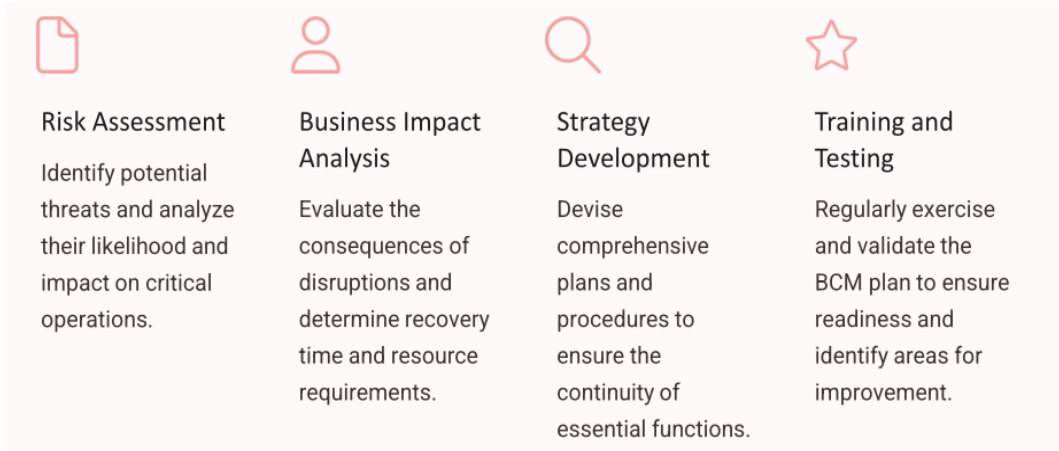 Risk Assessment
Identify potential
threats and analyze
their likelihood and
impact on critical
operations.
Business Impact
Analysis
Evaluate the
consequences of
disruptions and
determine recovery
time and resource
requirements.
Strategy
Development
Devise
comprehensive
plans and
procedures to
ensure the
continuity of
essential functions.
Training and
Testing
Regularly exercise
and validate the
BCM plan to ensure
readiness and
identify areas for
improvement.